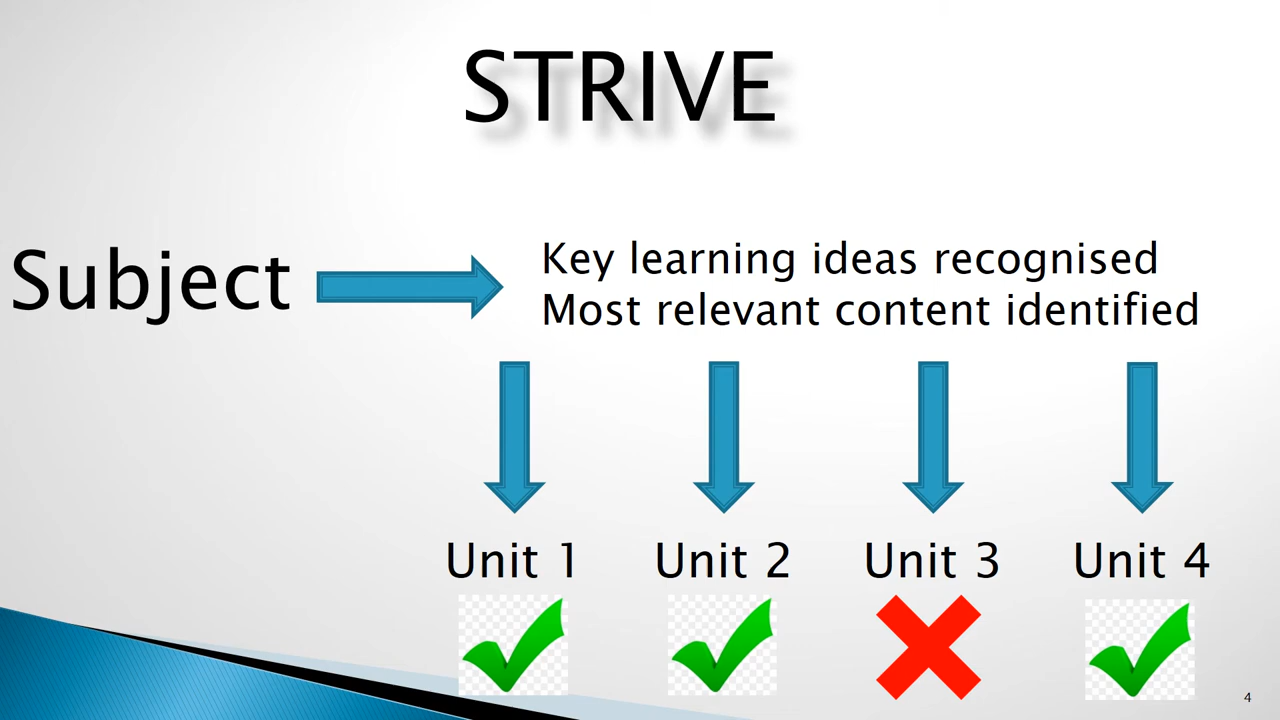 STRIVE
Subject
Key learning ideas recognised
Most relevant content identified
Unit 1
Unit 2
Unit 3
Unit 4
4